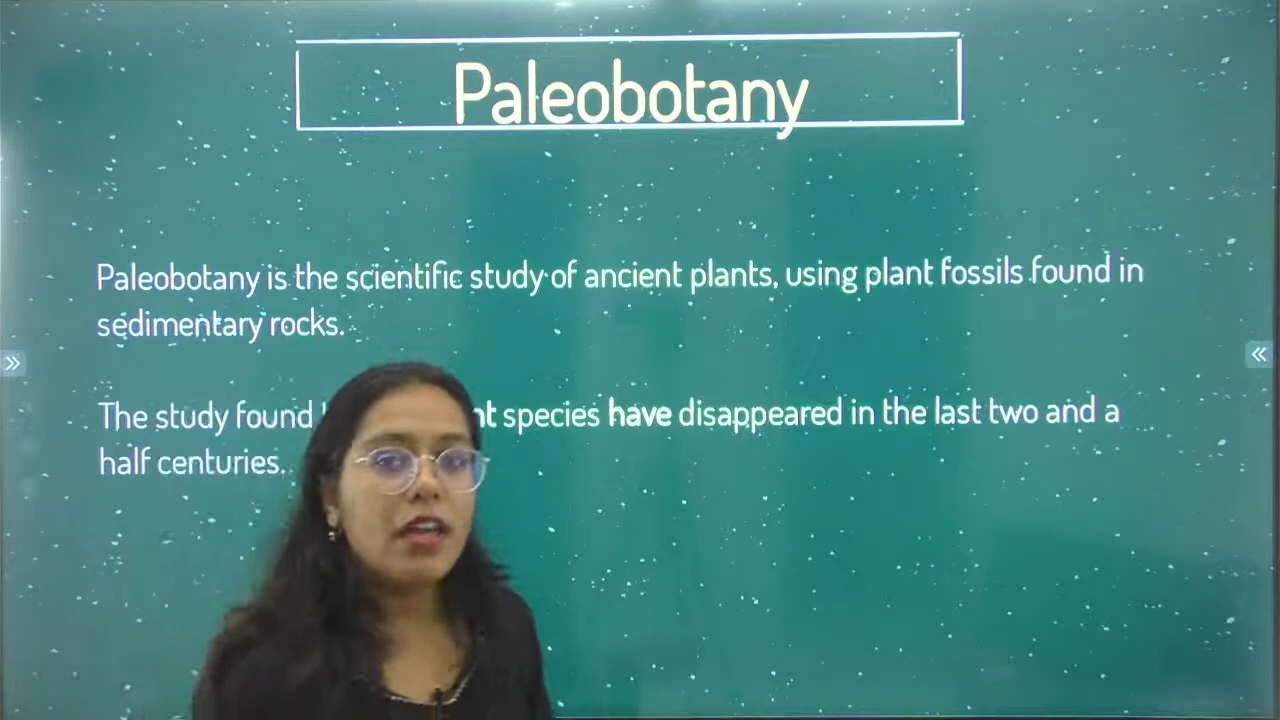 Paleobotany
Paleobotany is the scientific study of ancient plants, using plant fossils found in
sedimentary rocks.
The study found species have disappeared in the last two and a
half centuries.